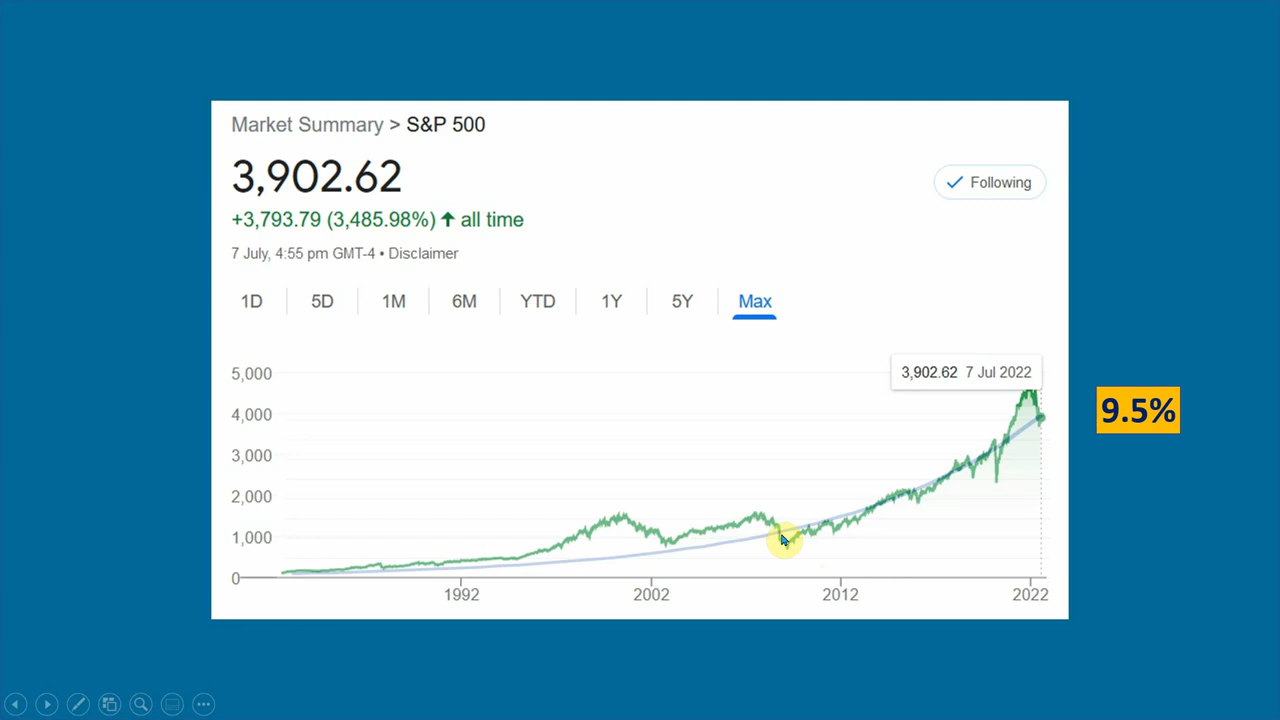 Market Summary > S&P 500
3,902.62
Following
+3,793.79 (3,485.98%) ↑ all time
7 July, 4:55 pm GMT-4 • Disclaimer
1D 5D 1M 6M YTD 1Y 5Y Max
5,000
3,902.62 7 Jul 2022
4,000
9.5%
3,000
2,000
1,000
0
1992 2002 2012 2022